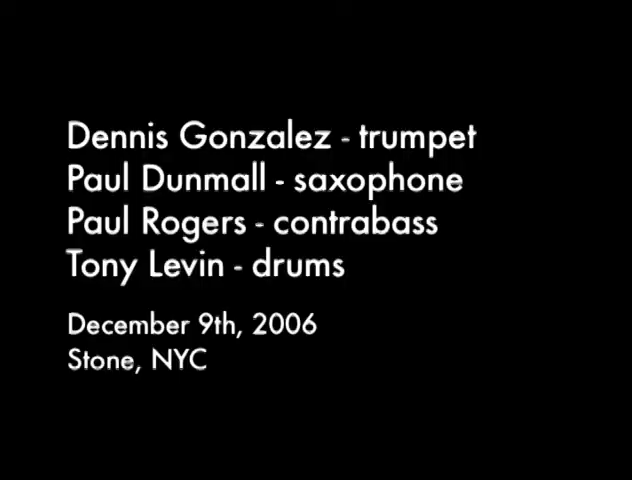 Dennis Gonzalez - trumpet
Paul Dunmall - saxophone
Paul Rogers - contrabass
Tony Levin - drums
December 9th, 2006
Stone, NYC